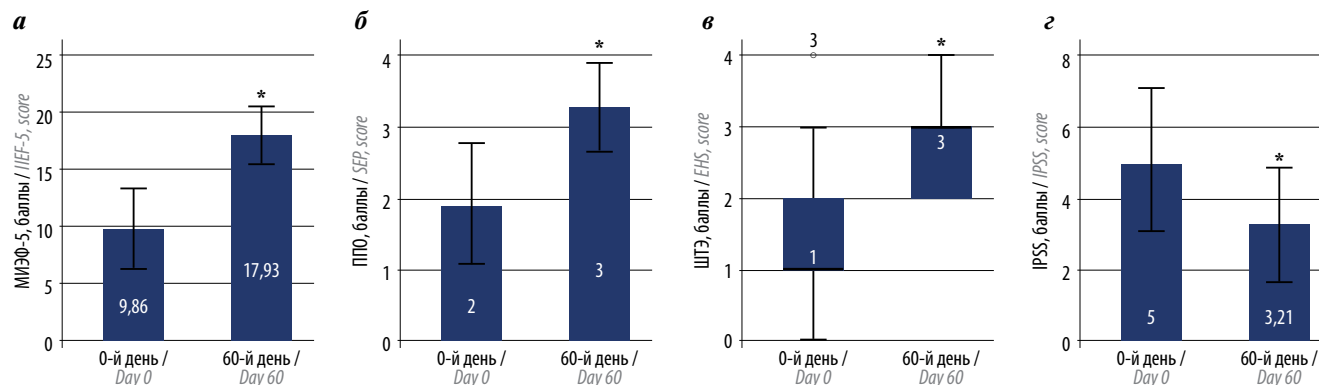 а
МИЭФ-5, баллы / IIEF-5, score
25
20
15
10
5
0
9,86
*
17,93
0-й день /
Day 0
60-й день /
Day 60
б
ППО, баллы / SEP, score
4
3
2
1
0
2
*
3
0-й день /
Day 0
60-й день /
Day 60
в
ШТЭ, баллы / EHS, score
4
3
2
1
0
3
1
*
3
0-й день /
Day 0
60-й день /
Day 60
г
IPSS, баллы / IPSS, score
8
6
4
2
0
5
*
3,21
0-й день /
Day 0
60-й день /
Day 60